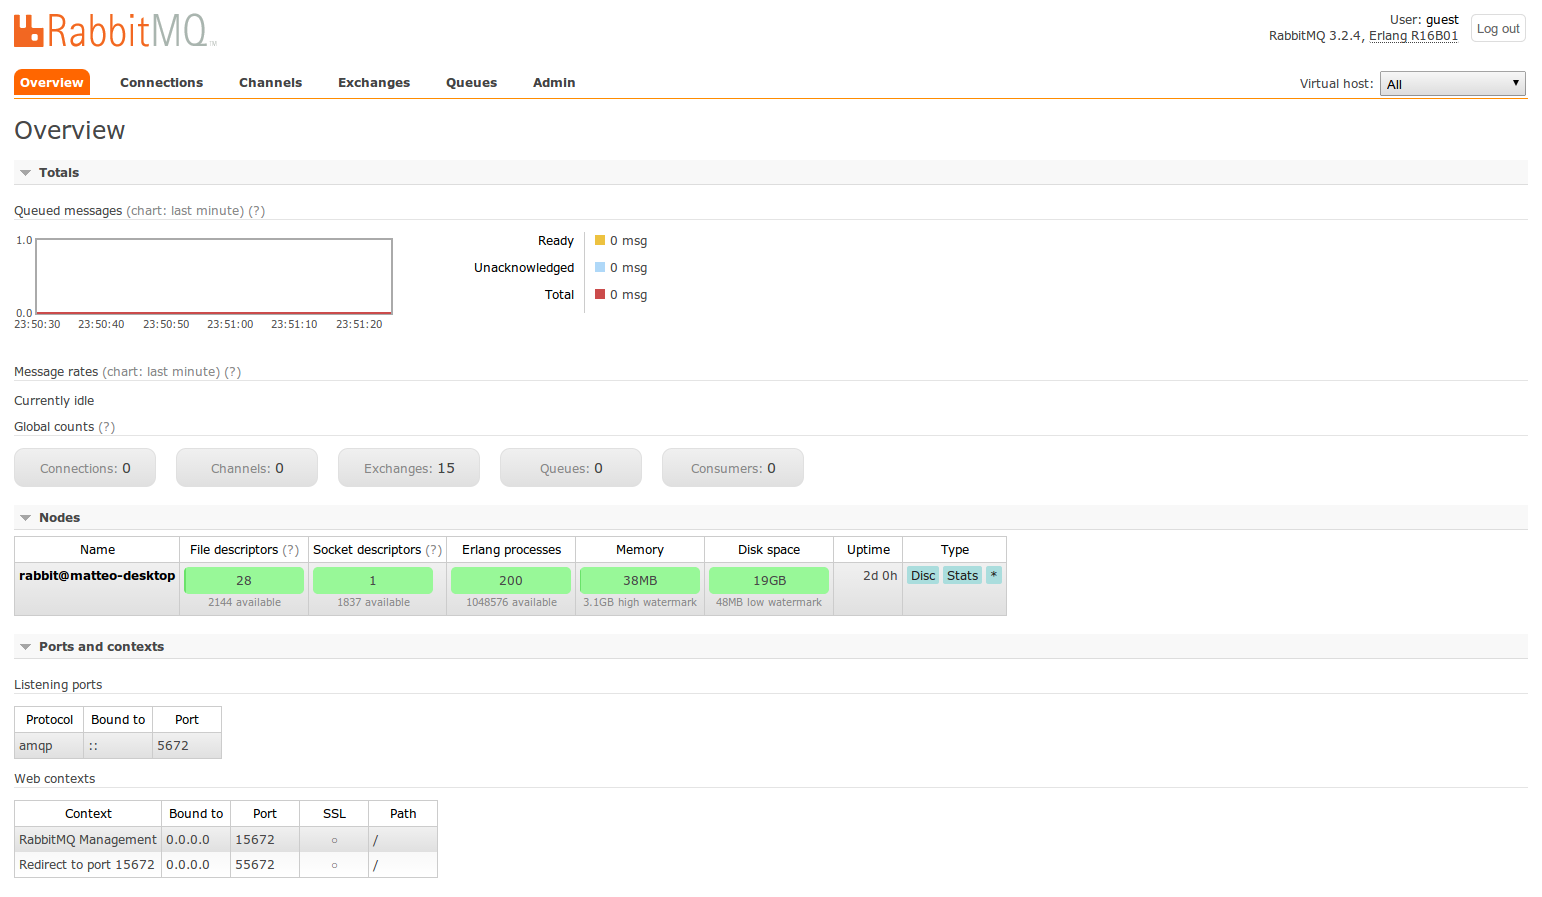 RabbitMQ™
User: guest
RabbitMQ 3.2.4, Erlang R16B01
Log out
Overview Connections Channels Exchanges Queues Admin
Virtual host: All
Overview
Totals
Queued messages (chart: last minute) (?)
1.0
0.0
23:50:30 23:50:40 23:50:50 23:51:00 23:51:10 23:51:20
Ready 0 msg
Unacknowledged 0 msg
Total 0 msg
Message rates (chart: last minute) (?)
Currently idle
Global counts (?)
Connections: 0 Channels: 0 Exchanges: 15 Queues: 0 Consumers: 0
Nodes
Name File descriptors (?) Socket descriptors (?) Erlang processes Memory Disk space Uptime Type
rabbit@matteo-desktop 28 1 200 38MB 19GB 2d 0h Disc Stats *
2144 available 1837 available 1048576 available 3.1GB high watermark 48MB low watermark
Ports and contexts
Listening ports
Protocol Bound to Port
amqp :: 5672
Web contexts
Context Bound to Port SSL Path
RabbitMQ Management 0.0.0.0 15672 ○ /
Redirect to port 15672 0.0.0.0 55672 ○ /